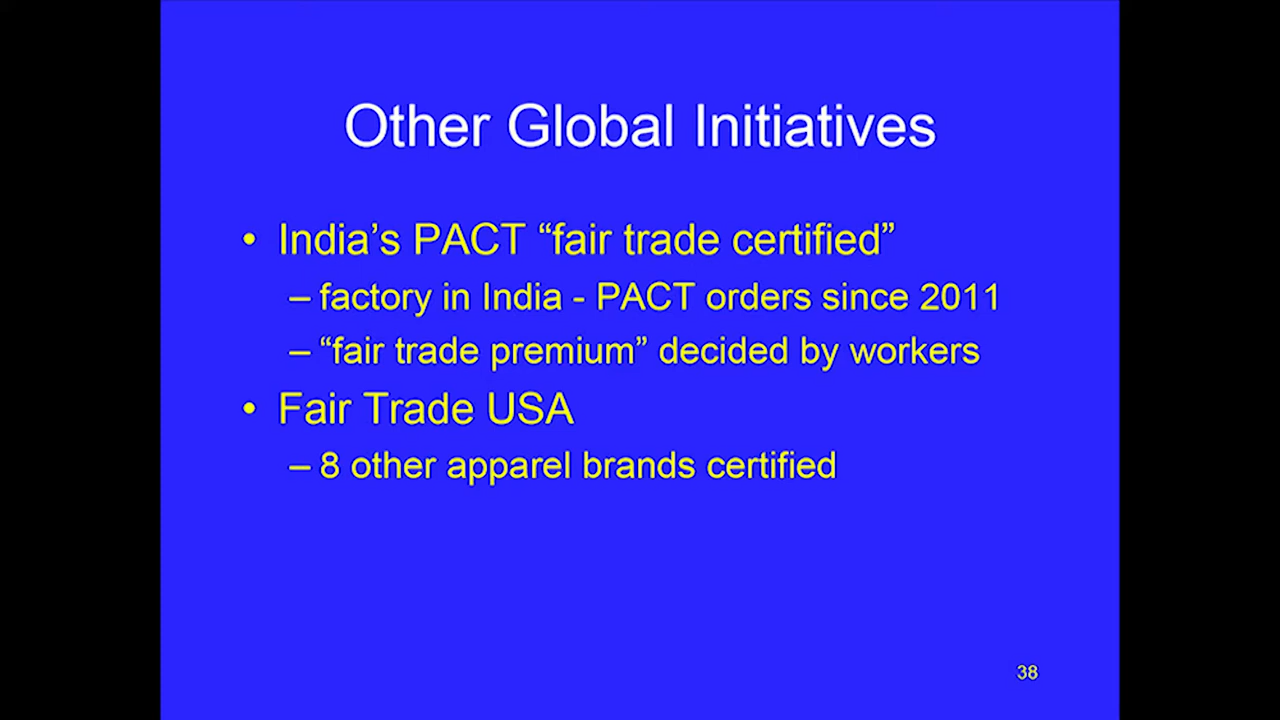 Other Global Initiatives
• India’s PACT “fair trade certified”
– factory in India - PACT orders since 2011
– “fair trade premium” decided by workers
• Fair Trade USA
– 8 other apparel brands certified
38